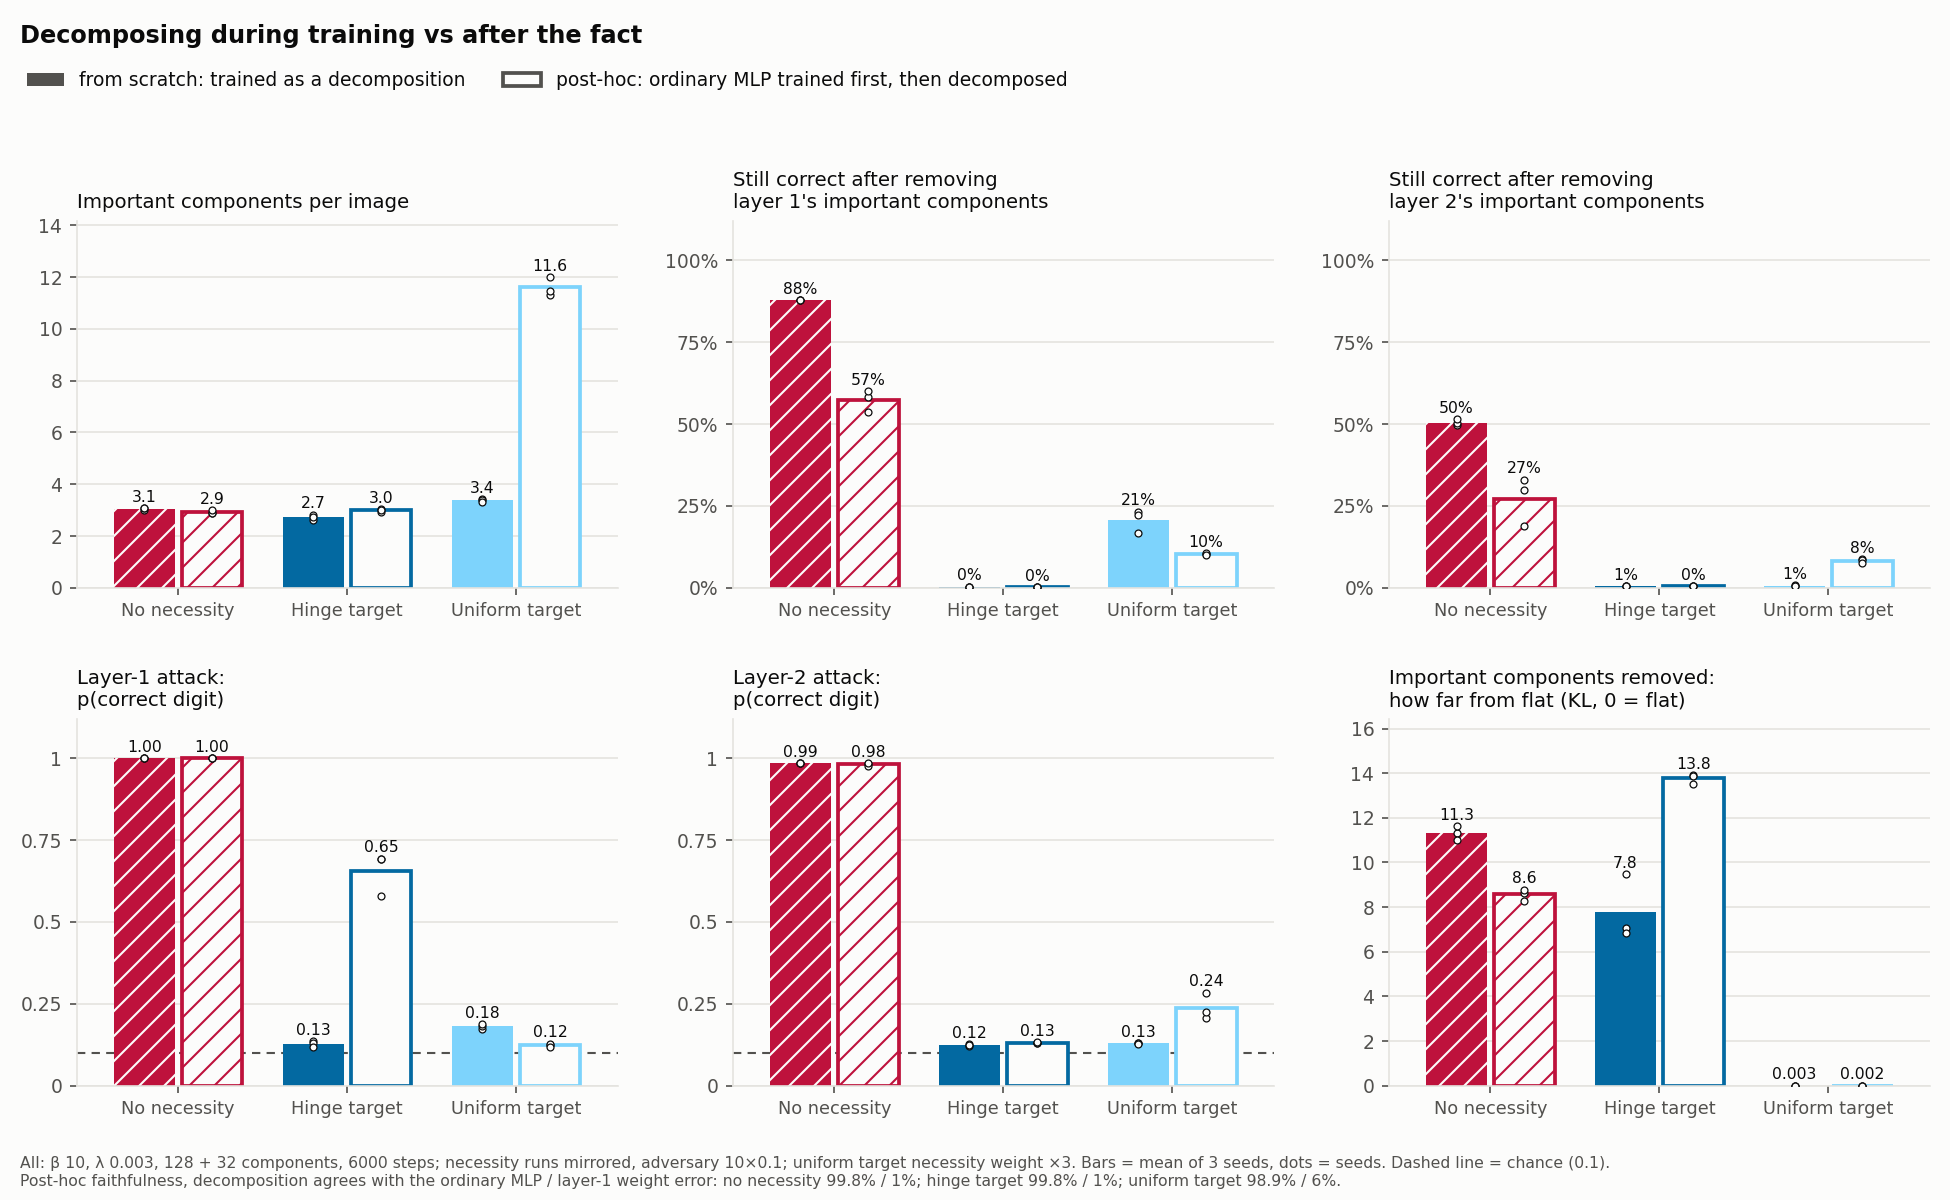 Decomposing during training vs after the fact
from scratch: trained as a decomposition
post-hoc: ordinary MLP trained first, then decomposed
Important components per image
14
12
10
8
6
4
2
0
3.1
2.9
2.7
3.0
3.4
11.6
No necessity
Hinge target
Uniform target
Still correct after removing
layer 1's important components
100%
75%
50%
25%
0%
88%
57%
0%
0%
21%
10%
No necessity
Hinge target
Uniform target
Still correct after removing
layer 2's important components
100%
75%
50%
25%
0%
50%
27%
1%
0%
1%
8%
No necessity
Hinge target
Uniform target
Layer-1 attack:
p(correct digit)
1
0.75
0.5
0.25
0
1.00
1.00
0.13
0.65
0.18
0.12
No necessity
Hinge target
Uniform target
Layer-2 attack:
p(correct digit)
1
0.75
0.5
0.25
0
0.99
0.98
0.12
0.13
0.13
0.24
No necessity
Hinge target
Uniform target
Important components removed:
how far from flat (KL, 0 = flat)
16
14
12
10
8
6
4
2
0
11.3
8.6
7.8
13.8
0.003
0.002
No necessity
Hinge target
Uniform target
All: β 10, λ 0.003, 128 + 32 components, 6000 steps; necessity runs mirrored, adversary 10×0.1; uniform target necessity weight ×3. Bars = mean of 3 seeds, dots = seeds. Dashed line = chance (0.1).
Post-hoc faithfulness, decomposition agrees with the ordinary MLP / layer-1 weight error: no necessity 99.8% / 1%; hinge target 99.8% / 1%; uniform target 98.9% / 6%.